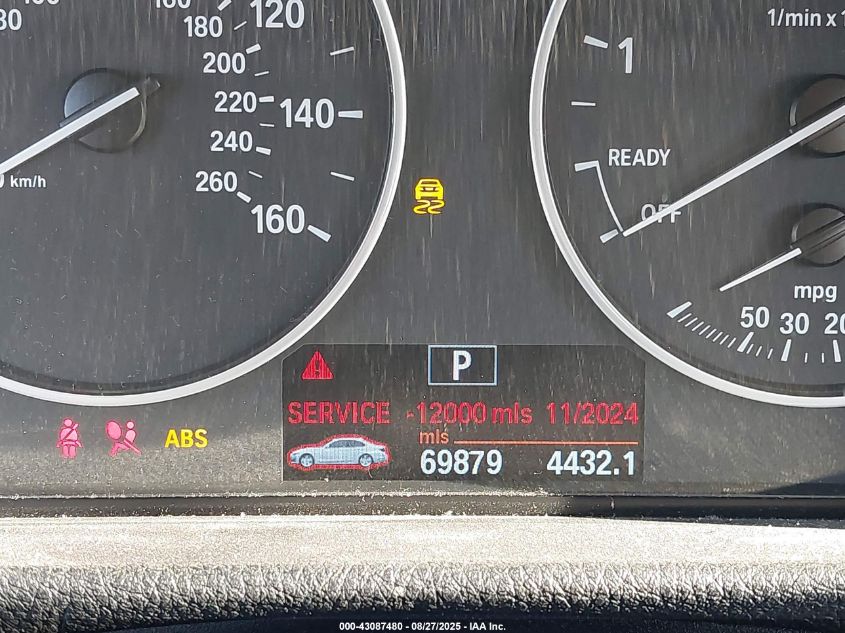 120
180
200
220
140
240
260
160
km/h
1/min x 1
1
READY
OFF
mpg
50 30 20
P
SERVICE -12000 mls 11/2024
mls
69879 4432.1
ABS
000-43087480 - 08/27/2025 - IAA Inc.